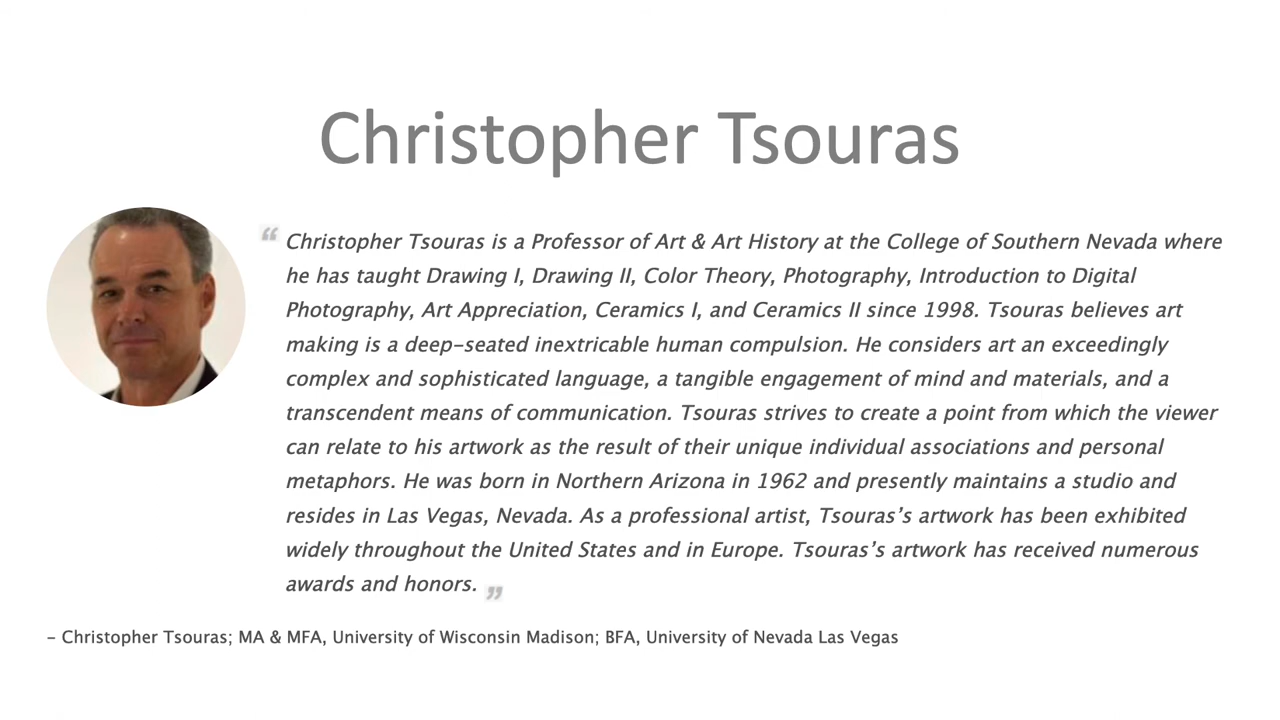 Christopher Tsouras
“ Christopher Tsouras is a Professor of Art & Art History at the College of Southern Nevada where
he has taught Drawing I, Drawing II, Color Theory, Photography, Introduction to Digital
Photography, Art Appreciation, Ceramics I, and Ceramics II since 1998. Tsouras believes art
making is a deep-seated inextricable human compulsion. He considers art an exceedingly
complex and sophisticated language, a tangible engagement of mind and materials, and a
transcendent means of communication. Tsouras strives to create a point from which the viewer
can relate to his artwork as the result of their unique individual associations and personal
metaphors. He was born in Northern Arizona in 1962 and presently maintains a studio and
resides in Las Vegas, Nevada. As a professional artist, Tsouras’s artwork has been exhibited
widely throughout the United States and in Europe. Tsouras’s artwork has received numerous
awards and honors. ”
– Christopher Tsouras; MA & MFA, University of Wisconsin Madison; BFA, University of Nevada Las Vegas